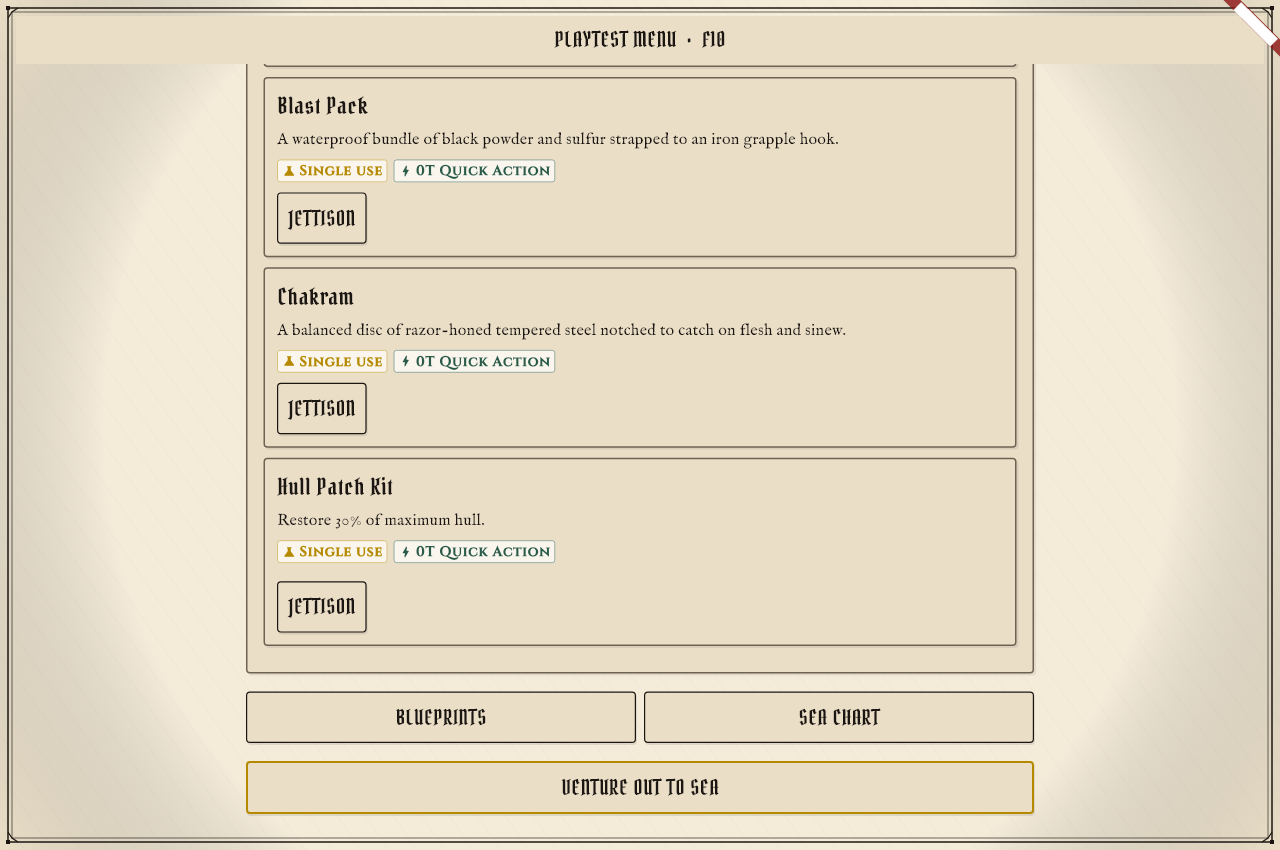 PLAYTEST MENU · F10
Blast Pack
A waterproof bundle of black powder and sulfur strapped to an iron grapple hook.
Single use 0T Quick Action
JETTISON
Chakram
A balanced disc of razor-honed tempered steel notched to catch on flesh and sinew.
Single use 0T Quick Action
JETTISON
Hull Patch Kit
Restore 30% of maximum hull.
Single use 0T Quick Action
JETTISON
BLUEPRINTS SEA CHART
VENTURE OUT TO SEA